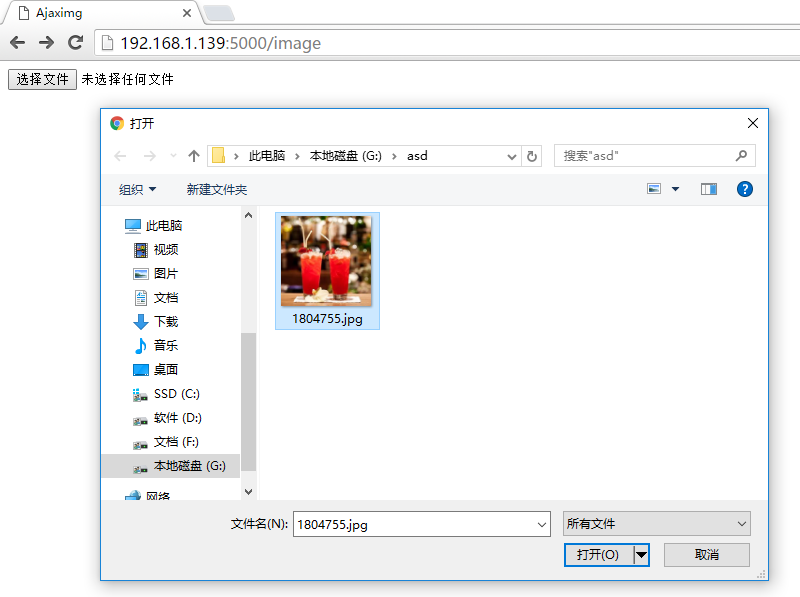 Ajaximg
192.168.1.139:5000/image
选择文件 未选择任何文件
打开
此电脑 本地磁盘 (G:) asd
搜索"asd"
组织 新建文件夹
此电脑
视频
图片
文档
下载
音乐
桌面
SSD (C:)
软件 (D:)
文档 (F:)
本地磁盘 (G:)
网络
1804755.jpg
文件名(N): 1804755.jpg
所有文件
打开(O) 取消